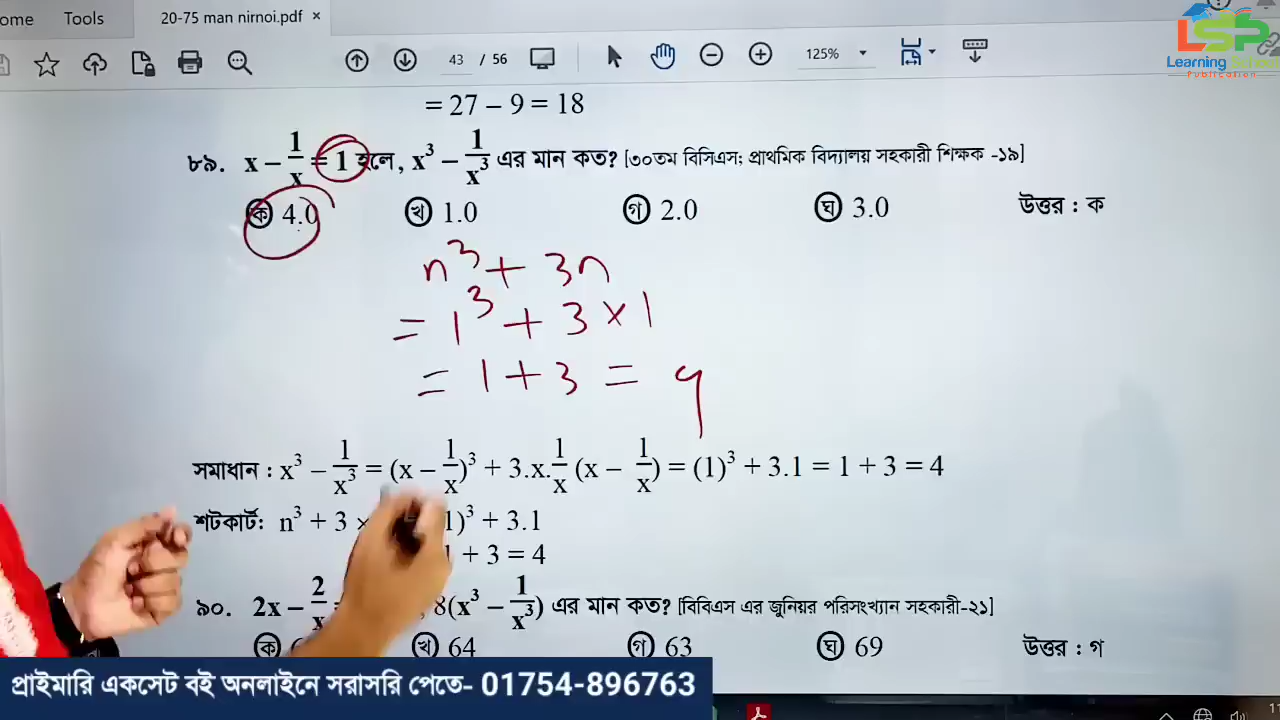 ome Tools 20-75 man nirnoi.pdf ×
43 / 56 125%
LSP
Learning
Publication
= 27 – 9 = 18
৮৯. x – 1/x = 1 হলে, x³ – 1/x³ এর মান কত? [৩০তম বিসিএস; প্রাথমিক বিদ্যালয় সহকারী শিক্ষক -১৯]
ক 4.0 খ 1.0 গ 2.0 ঘ 3.0 উত্তর : ক
n³ + 3n
= 1³ + 3 × 1
= 1 + 3 = 4
সমাধান : x³ – 1/x³ = (x – 1/x)³ + 3.x.1/x (x – 1/x) = (1)³ + 3.1 = 1 + 3 = 4
শর্টকার্ট: n³ + 3 × 1)³ + 3.1
1 + 3 = 4
৯০. 2x – 2/x = , 8(x³ – 1/x³) এর মান কত? [বিবিএস এর জুনিয়র পরিসংখ্যান সহকারী-২১]
ক 6 খ 64 গ 63 ঘ 69 উত্তর : গ
প্রাইমারি একসেট বই অনলাইনে সরাসরি পেতে- 01754-896763